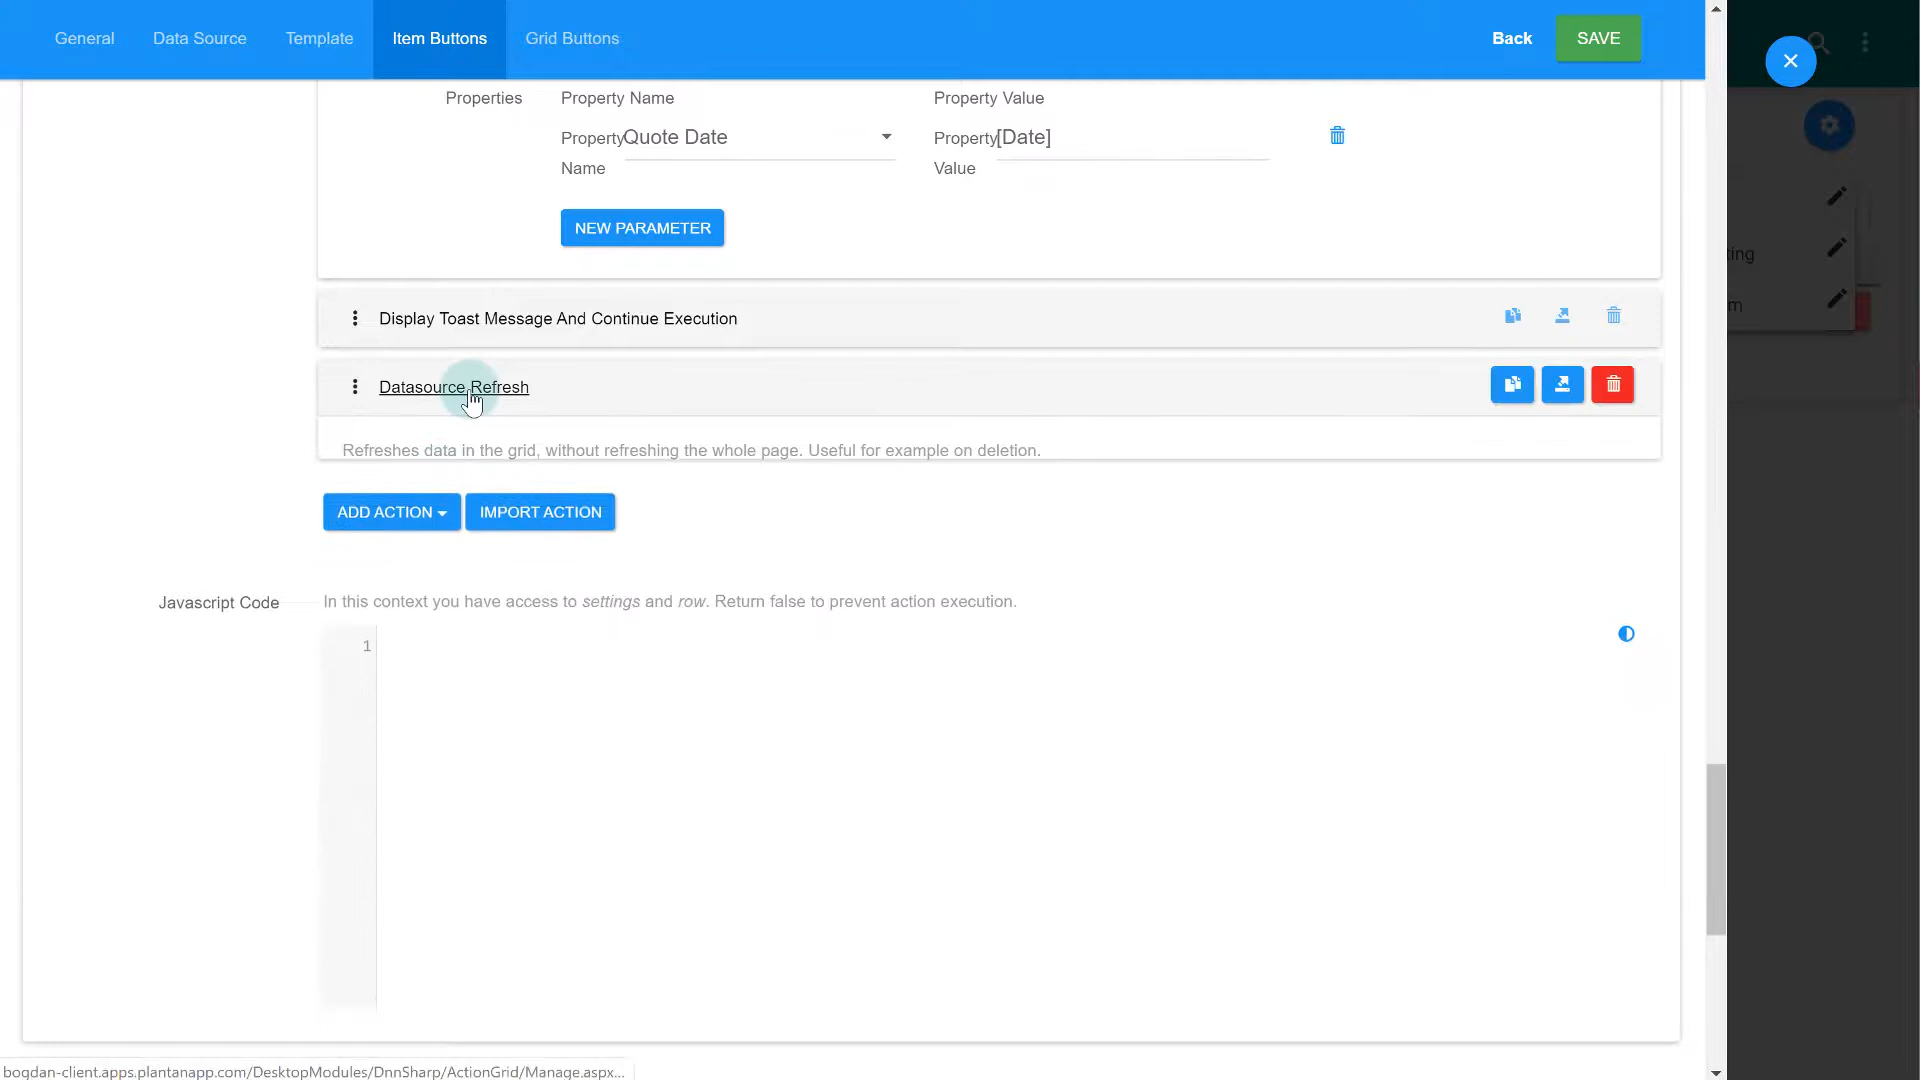 General Data Source Template Item Buttons Grid Buttons Back SAVE
Properties Property Name Property Value
Property Name Quote Date Property Value [Date]
NEW PARAMETER
Display Toast Message And Continue Execution
Datasource Refresh
Refreshes data in the grid, without refreshing the whole page. Useful for example on deletion.
ADD ACTION IMPORT ACTION
Javascript Code In this context you have access to settings and row. Return false to prevent action execution.
1
ting
m
bogdan-client.apps.plantanapp.com/DesktopModules/DnnSharp/ActionGrid/Manage.aspx...